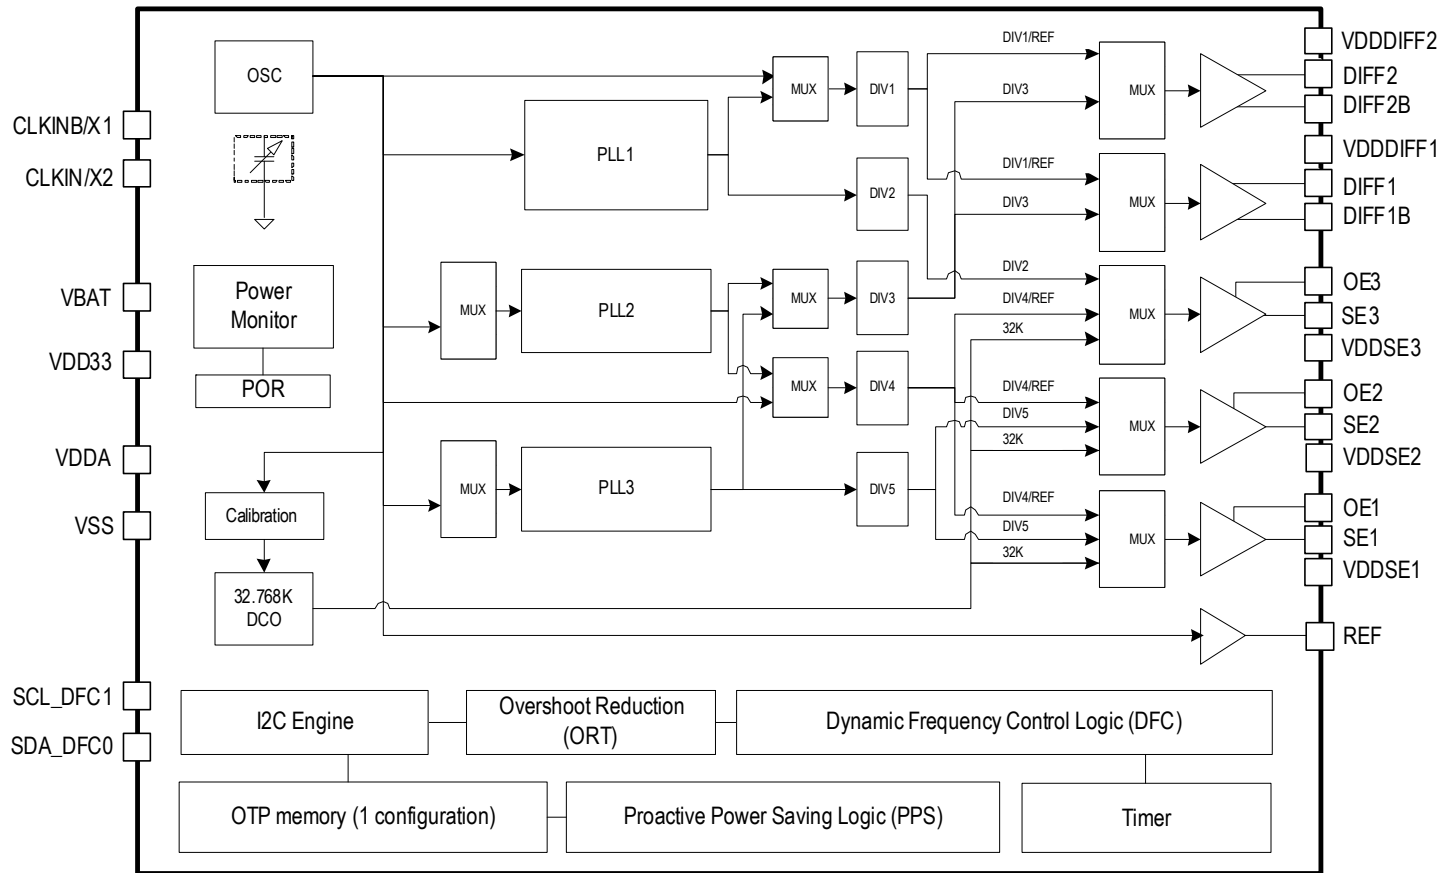 VDDDIFF2
DIV1/REF
OSC
DIFF2
MUX
DIV1
DIV3
MUX
DIFF2B
CLKINB/X1
PLL1
VDDDIFF1
CLKIN/X2
DIV1/REF
DIFF1
DIV2
DIV3
MUX
DIFF1B
DIV2
OE3
VBAT
Power
Monitor
MUX
PLL2
MUX
DIV3
DIV4/REF
MUX
SE3
32K
VDDSE3
VDD33
POR
MUX
DIV4
DIV4/REF
OE2
DIV5
MUX
SE2
32K
VDDSE2
VDDA
MUX
PLL3
DIV5
DIV4/REF
OE1
VSS
Calibration
DIV5
MUX
SE1
32K
VDDSE1
32.768K
DCO
REF
SCL_DFC1
I2C Engine
Overshoot Reduction
(ORT)
Dynamic Frequency Control Logic (DFC)
SDA_DFC0
OTP memory (1 configuration)
Proactive Power Saving Logic (PPS)
Timer